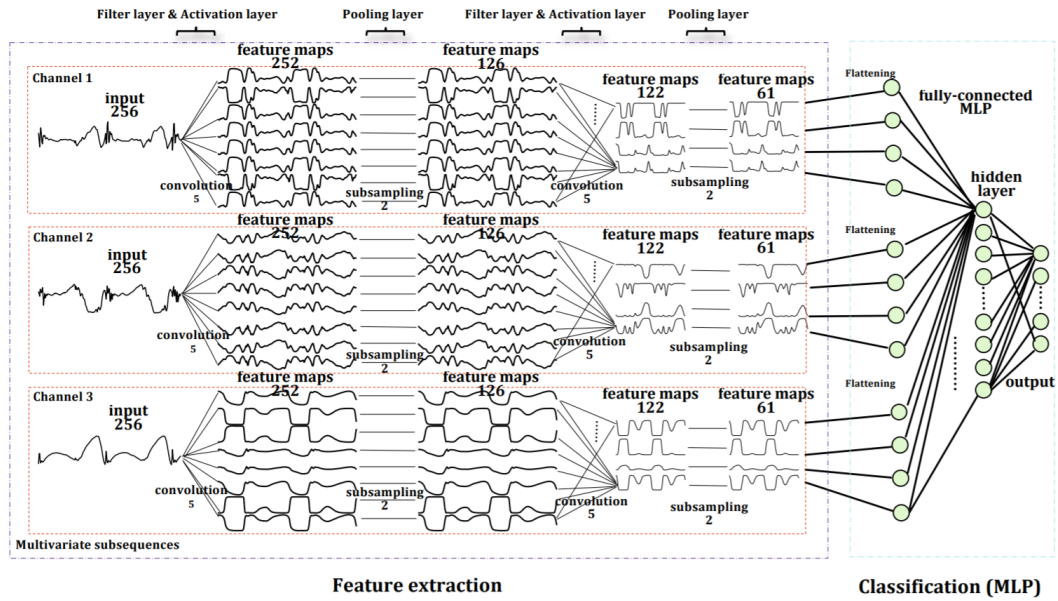 Filter layer & Activation layer
Pooling layer
Filter layer & Activation layer
Pooling layer
Channel 1
input
256
feature maps
252
feature maps
126
feature maps
122
feature maps
61
convolution
5
subsampling
2
convolution
5
subsampling
2
Channel 2
input
256
feature maps
252
feature maps
126
feature maps
122
feature maps
61
convolution
5
subsampling
2
convolution
5
subsampling
2
Channel 3
input
256
feature maps
252
feature maps
126
feature maps
122
feature maps
61
convolution
5
subsampling
2
convolution
5
subsampling
2
Multivariate subsequences
Flattening
Flattening
Flattening
fully-connected
MLP
hidden
layer
output
Feature extraction
Classification (MLP)